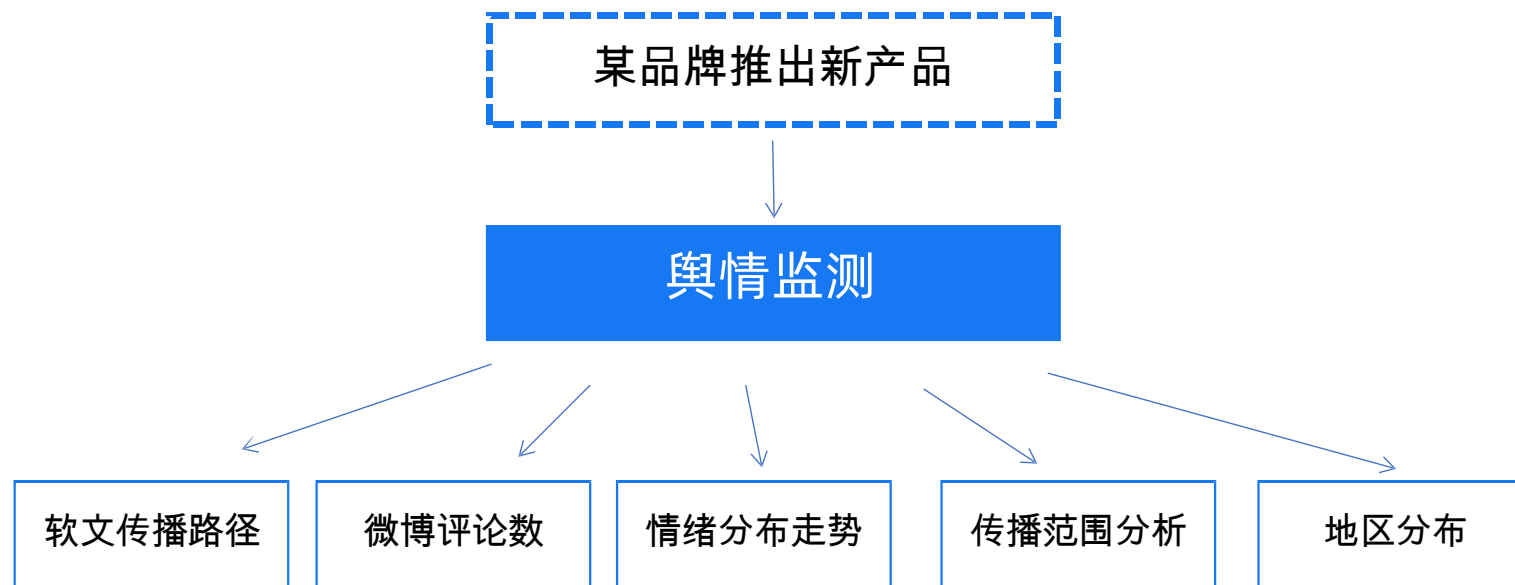 某品牌推出新产品
舆情监测
软文传播路径
微博评论数
情绪分布走势
传播范围分析
地区分布